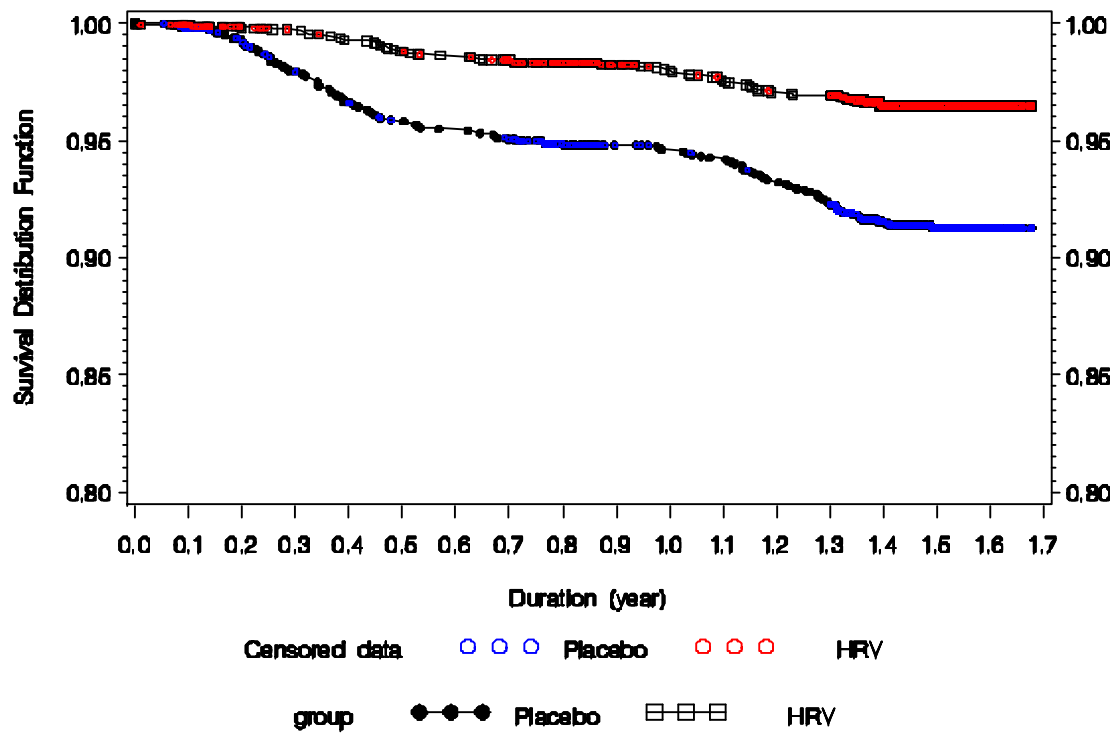 1.00
0.95
0.90
0.85
0.80
Survival Distribution Function
1.00
0.95
0.90
0.85
0.80
0.0 0.1 0.2 0.3 0.4 0.5 0.6 0.7 0.8 0.9 1.0 1.1 1.2 1.3 1.4 1.5 1.6 1.7
Duration (year)
Censored data Placebo HRV
group Placebo HRV